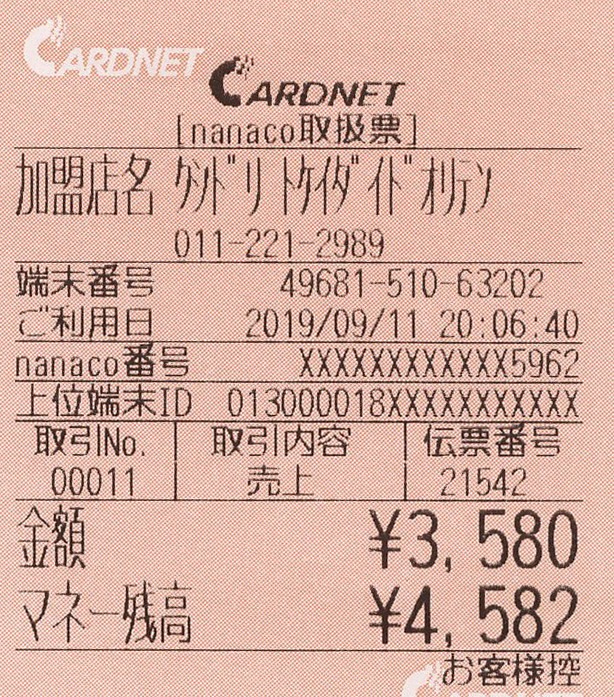 CARDNET
CARDNET
[nanaco取扱票]
加盟店名 ｹﾝﾄﾞﾘ ﾄｹｲﾀﾞｲﾄﾞｵﾘﾃﾝ
011-221-2989
端末番号 49681-510-63202
ご利用日 2019/09/11 20:06:40
nanaco番号 XXXXXXXXXXXX5962
上位端末ID 013000018XXXXXXXXXXX
取引No. 取引内容 伝票番号
00011 売上 21542
金額 ¥3,580
マネー残高 ¥4,582
お客様控